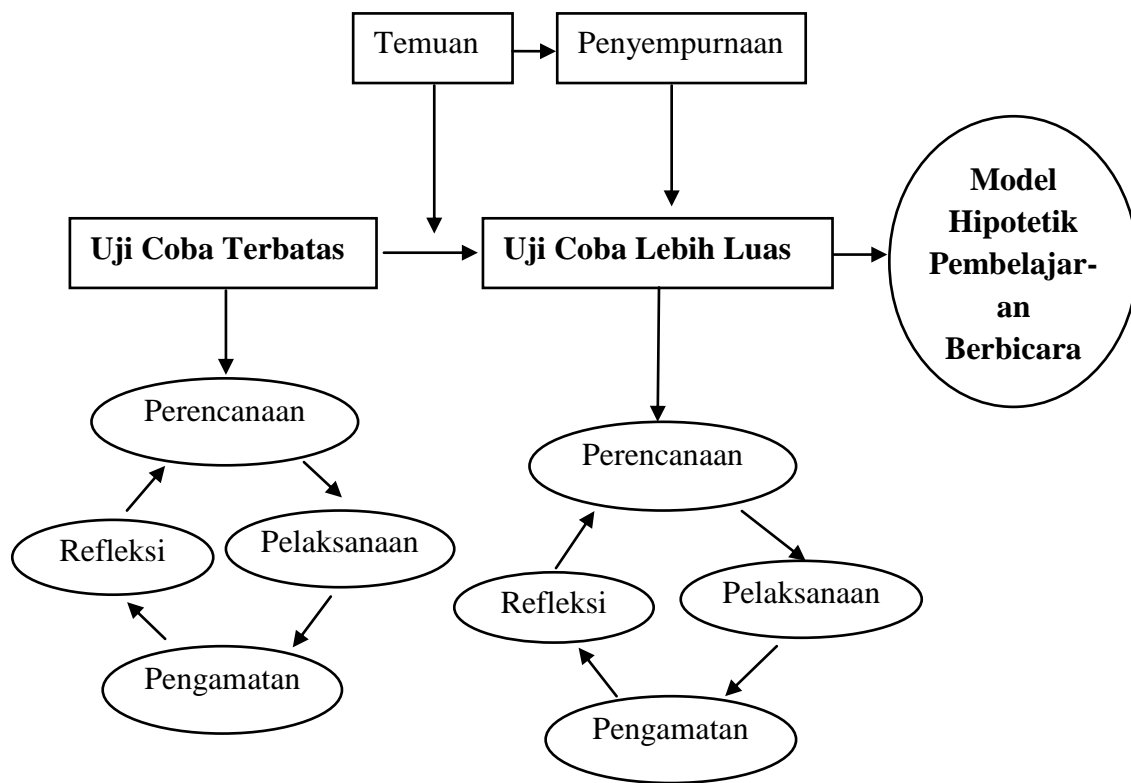 Temuan
Penyempurnaan
Uji Coba Terbatas
Uji Coba Lebih Luas
Model
Hipotetik
Pembelajar-
an
Berbicara
Perencanaan
Pelaksanaan
Pengamatan
Refleksi
Perencanaan
Pelaksanaan
Pengamatan
Refleksi